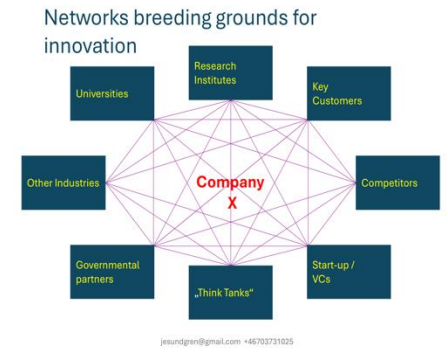 Networks breeding grounds for
innovation
Research
Institutes
Universities
Key
Customers
Other Industries
Company
X
Competitors
Governmental
partners
„Think Tanks“
Start-up /
VCs
jesundgren@gmail.com +46703731025